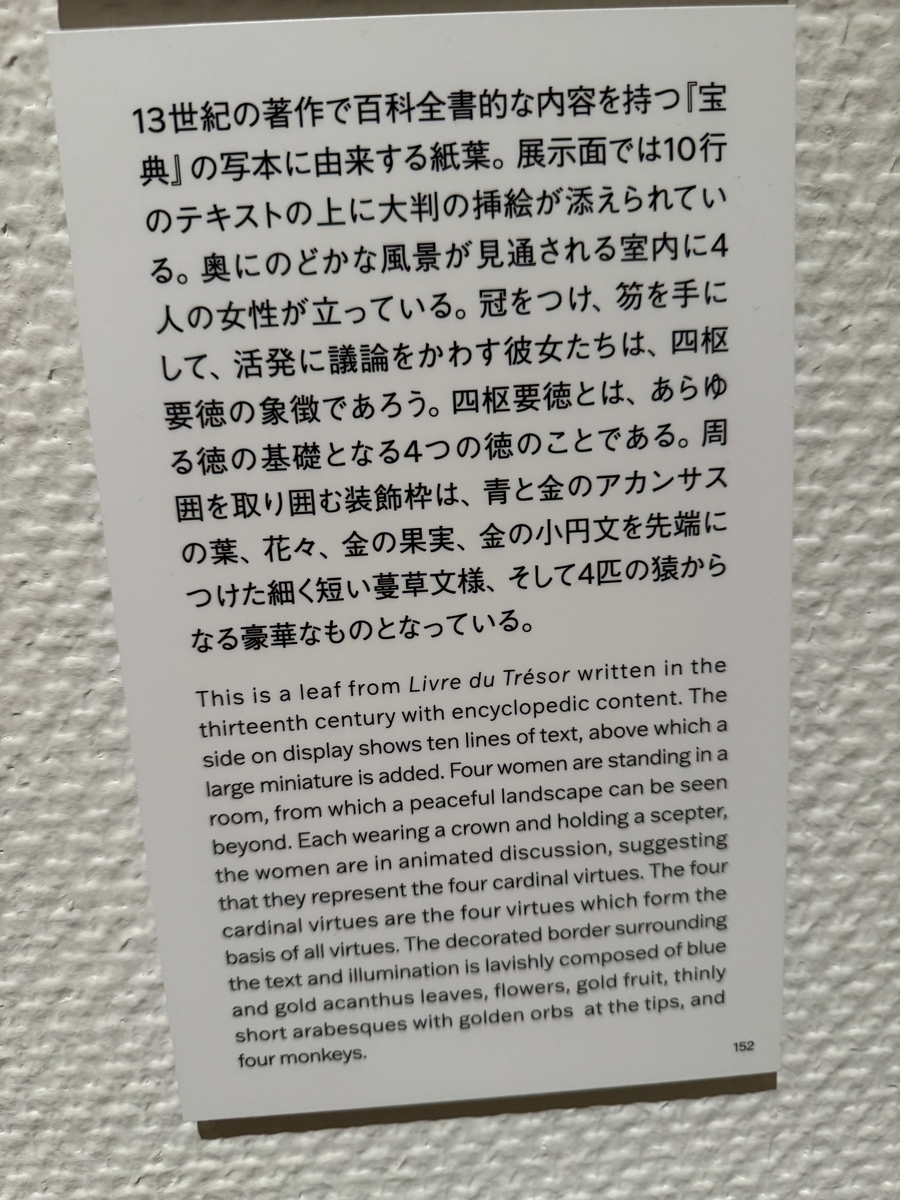 13世紀の著作で百科全書的な内容を持つ『宝
典』の写本に由来する紙葉。展示面では10行
のテキストの上に大判の挿絵が添えられてい
る。奥にのどかな風景が見通される室内に4
人の女性が立っている。冠をつけ、笏を手に
して、活発に議論をかわす彼女たちは、四枢
要徳の象徴であろう。四枢要徳とは、あらゆ
る徳の基礎となる4つの徳のことである。周
囲を取り囲む装飾枠は、青と金のアカンサス
の葉、花々、金の果実、金の小円文を先端に
つけた細く短い蔓草文様、そして4匹の猿から
なる豪華なものとなっている。
This is a leaf from Livre du Trésor written in the
thirteenth century with encyclopedic content. The
side on display shows ten lines of text, above which a
large miniature is added. Four women are standing in a
room, from which a peaceful landscape can be seen
beyond. Each wearing a crown and holding a scepter,
the women are in animated discussion, suggesting
that they represent the four cardinal virtues. The four
cardinal virtues are the four virtues which form the
basis of all virtues. The decorated border surrounding
the text and illumination is lavishly composed of blue
and gold acanthus leaves, flowers, gold fruit, thinly
short arabesques with golden orbs at the tips, and
four monkeys.
152